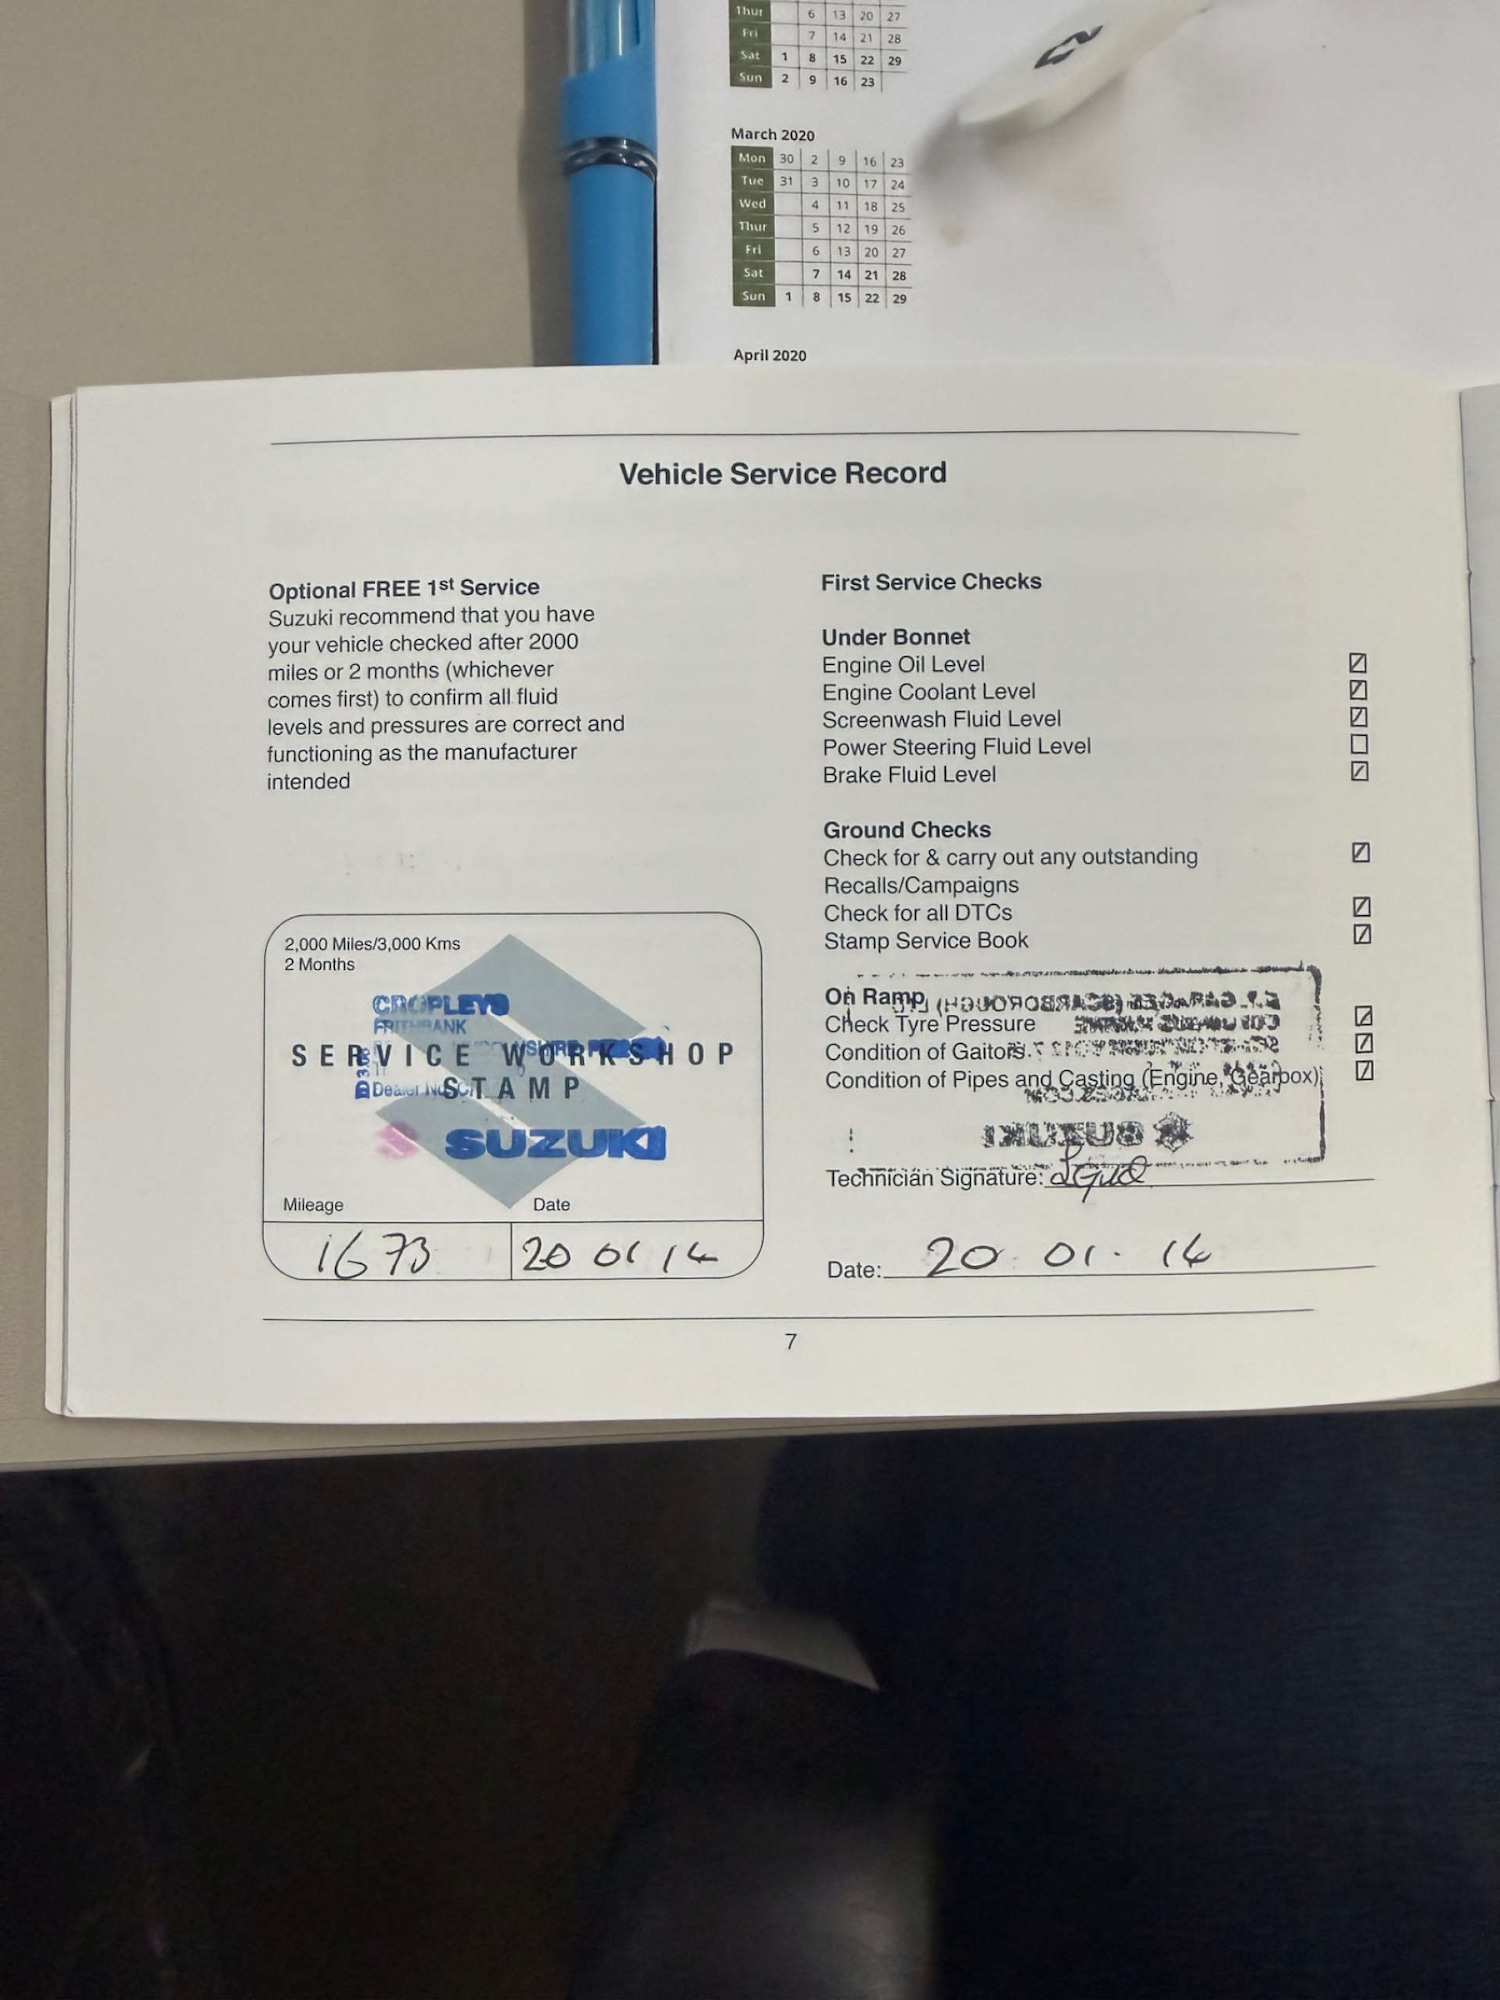 Thur 6 13 20 27
Fri 7 14 21 28
Sat 1 8 15 22 29
Sun 2 9 16 23
March 2020
Mon 30 2 9 16 23
Tue 31 3 10 17 24
Wed 4 11 18 25
Thur 5 12 19 26
Fri 6 13 20 27
Sat 7 14 21 28
Sun 1 8 15 22 29
April 2020
Vehicle Service Record
Optional FREE 1st Service
Suzuki recommend that you have
your vehicle checked after 2000
miles or 2 months (whichever
comes first) to confirm all fluid
levels and pressures are correct and
functioning as the manufacturer
intended
2,000 Miles/3,000 Kms
2 Months
CROPLEYS
FRITHBANK
SERVICE WORKSHOP
Dealer No
STAMP
SUZUKI
Mileage Date
1673 20 01 14
First Service Checks
Under Bonnet
Engine Oil Level
Engine Coolant Level
Screenwash Fluid Level
Power Steering Fluid Level
Brake Fluid Level
Ground Checks
Check for & carry out any outstanding
Recalls/Campaigns
Check for all DTCs
Stamp Service Book
On Ramp
Check Tyre Pressure
Condition of Gaitors
Condition of Pipes and Casting (Engine, Gearbox)
SUZUKI
Technician Signature:
Date: 20 01 · 14
7